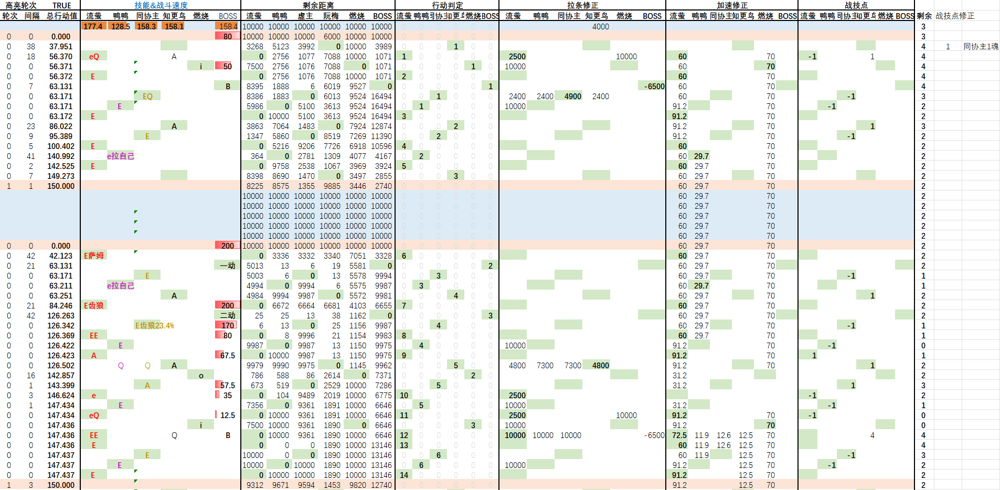 高亮轮次 TRUE 技能&战斗速度 剩余距离 行动判定 拉条修正 加速修正 战技点
轮次 间隔 总行动值 流萤 鸭鸭 同协主 知更鸟 燃烧 BOSS 流萤 鸭鸭 虚主 阮梅 燃烧 BOSS 流萤 鸭鸭 同协主 知更鸟 燃烧 BOSS 流萤 鸭鸭 同协主 知更鸟 燃烧 BOSS 流萤 鸭鸭 同协主 知更鸟 燃烧 BOSS 流萤 鸭鸭 同协主 知更鸟 燃烧 BOSS 剩余 战技点修正
177.4 128.5 158.3 158.1 158.4 10000 10000 10000 10000 10000 10000 0 0 0 0 0 0 4000 3
0 0 0.000 80 10000 10000 10000 6000 10000 10000 0 0 0 0 0 0 3
0 38 37.951 3268 5123 3992 0 10000 3989 0 0 0 1 0 0 4 1 同协主1魂
0 18 56.370 eQ A 0 2756 1077 7088 10000 1071 1 0 0 0 0 0 2500 10000 60 70 -1 1 4
0 0 56.371 i 50 7500 2756 1076 7088 0 1071 0 0 0 0 1 0 10000 60 70 4
0 0 56.372 E 0 2756 1076 7088 10000 1071 2 0 0 0 0 0 60 70 4
0 7 63.131 B 8395 1888 6 6019 9527 0 0 0 0 0 0 1 -6500 60 70 4
0 0 63.171 EQ 8386 1883 0 6013 9524 16494 0 0 1 0 0 0 2400 2400 4900 2400 60 70 -1 3
0 0 63.171 E 5986 0 5100 3613 9524 16494 0 1 0 0 0 0 10000 91.2 70 -1 2
0 0 63.172 E 0 10000 5100 3613 9524 16494 3 0 0 0 0 0 91.2 70 2
0 23 86.022 A 3863 7064 1483 0 7924 12874 0 0 0 2 0 0 91.2 70 1 3
0 9 95.389 E 1347 5860 0 8519 7269 11390 0 0 2 0 0 0 91.2 70 -1 2
0 5 100.402 E 0 5216 9206 7726 6918 10596 4 0 0 0 0 0 60 70 2
0 41 140.992 e拉自己 364 0 2781 1309 4077 4167 0 2 0 0 0 0 60 29.7 70 2
0 2 142.525 E 0 9758 2538 1067 3969 3924 5 0 0 0 0 0 60 29.7 70 2
0 7 149.273 8398 8690 1470 0 3497 2855 0 0 0 3 0 0 60 29.7 70 2
1 1 150.000 8225 8575 1355 9885 3446 2740 0 0 0 0 0 0 60 29.7 70 2
10000 10000 10000 10000 10000 10000 0 0 0 0 0 0 60 29.7 70 2
10000 10000 10000 10000 10000 10000 0 0 0 0 0 0 60 29.7 70 2
10000 10000 10000 10000 10000 10000 0 0 0 0 0 0 60 29.7 70 2
10000 10000 10000 10000 10000 10000 0 0 0 0 0 0 60 29.7 70 2
10000 10000 10000 10000 10000 10000 0 0 0 0 0 0 60 29.7 70 2
0 0 0.000 200 10000 10000 10000 10000 10000 10000 0 0 0 0 0 0 60 29.7 70 2
0 42 42.123 E萨姆 0 3336 3332 3340 7051 3328 6 0 0 0 0 0 60 29.7 70 2
0 21 63.131 一动 5013 13 6 19 5581 0 0 0 0 0 0 2 60 29.7 70 2
0 0 63.171 E 5003 6 0 13 5578 9994 0 0 3 0 0 0 60 29.7 70 -1 1
0 0 63.211 e拉自己 4994 0 9994 6 5575 9987 0 3 0 0 0 0 60 29.7 70 1
0 0 63.251 A 4984 9994 9987 0 5572 9981 0 0 0 4 0 0 60 29.7 70 1 2
0 21 84.246 E齿狼 200 0 6672 6664 6681 4103 6655 7 0 0 0 0 0 60 29.7 70 2
0 42 126.263 二动 25 25 13 38 1162 0 0 0 0 0 0 3 60 29.7 70 2
0 0 126.342 E齿狼23.4% 170 6 13 0 25 1156 9987 0 0 4 0 0 0 60 29.7 70 -1 1
0 0 126.369 EE 80 0 8 9996 21 1154 9983 8 0 0 0 0 0 60 29.7 70 1
0 0 126.422 E 9987 0 9987 13 1150 9975 0 4 0 0 0 0 10000 91.2 70 -1 0
0 0 126.423 A 67.5 0 10000 9987 13 1150 9975 9 0 0 0 0 0 91.2 70 1 1
0 0 126.502 Q Q A 9979 9990 9975 0 1145 9962 0 0 0 5 0 0 4800 7300 7300 4800 91.2 70 1 2
0 16 142.857 o 786 588 86 2614 0 7371 0 0 0 0 2 0 31.2 2
0 1 143.399 A 57.5 673 519 0 2529 10000 7286 0 0 5 0 0 0 31.2 1 3
0 3 146.624 e 35 0 104 9489 2019 10000 6775 10 0 0 0 0 0 2500 -1 2
0 1 147.434 E 7356 0 9361 1891 10000 6646 0 5 0 0 0 0 10000 31.2 -1 1
0 0 147.434 eQ 12.5 0 10000 9361 1891 10000 6646 11 0 0 0 0 0 2500 10000 91.2 70 -1 0
0 0 147.436 i 7500 10000 9361 1890 0 6646 0 0 0 0 3 0 10000 91.2 70 0
0 0 147.436 EE Q B 0 10000 9361 1890 10000 6646 12 0 0 0 0 0 10000 10000 10000 -6500 72.5 11.9 12.6 12.5 70 4 4
0 0 147.436 E 0 0 0 1890 10000 13146 13 0 0 0 0 0 60 11.9 12.6 12.5 70 4
0 0 147.437 E 10000 0 0 1890 10000 13146 0 0 6 0 0 0 60 11.9 12.5 70 -1 3
0 0 147.437 E 10000 0 10000 1890 10000 13146 0 6 0 0 0 0 10000 91.2 12.5 70 -1 2
0 0 147.437 E 0 10000 10000 1890 10000 13146 14 0 0 0 0 0 91.2 12.5 70 2
1 3 150.000 9312 9671 9594 1453 9820 12740 0 0 0 0 0 0 91.2 12.5 70 2